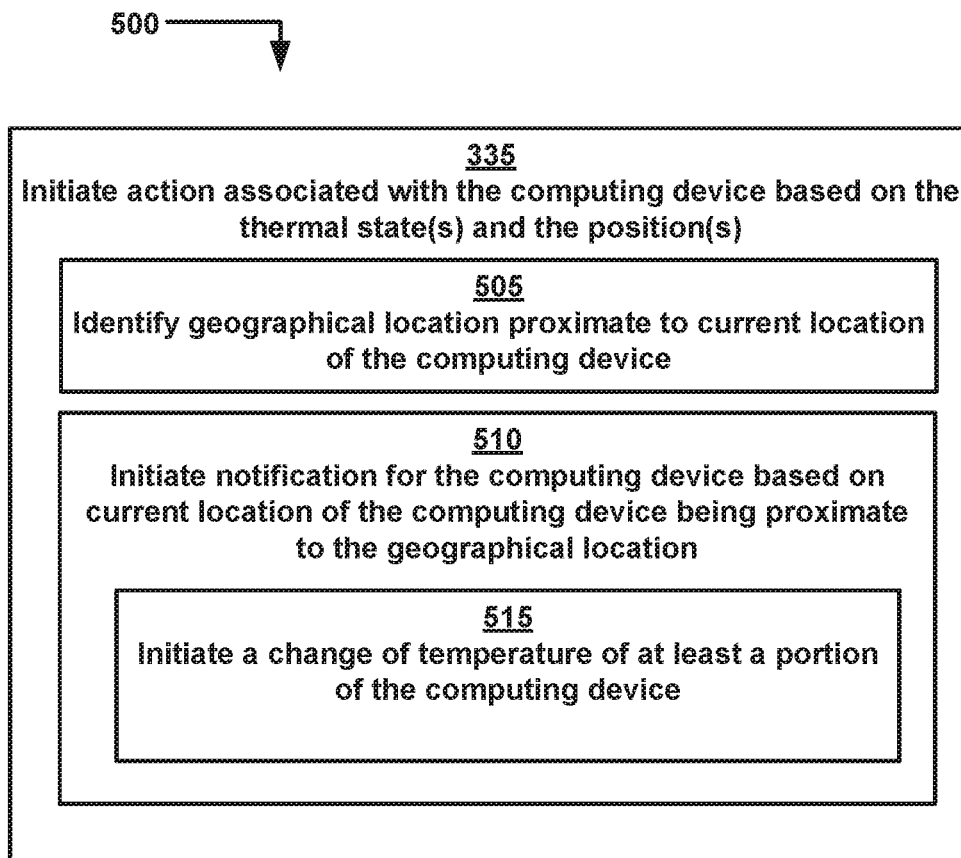 500
335
Initiate action associated with the computing device based on the
thermal state(s) and the position(s)
505
Identify geographical location proximate to current location
of the computing device
510
Initiate notification for the computing device based on
current location of the computing device being proximate
to the geographical location
515
Initiate a change of temperature of at least a portion
of the computing device